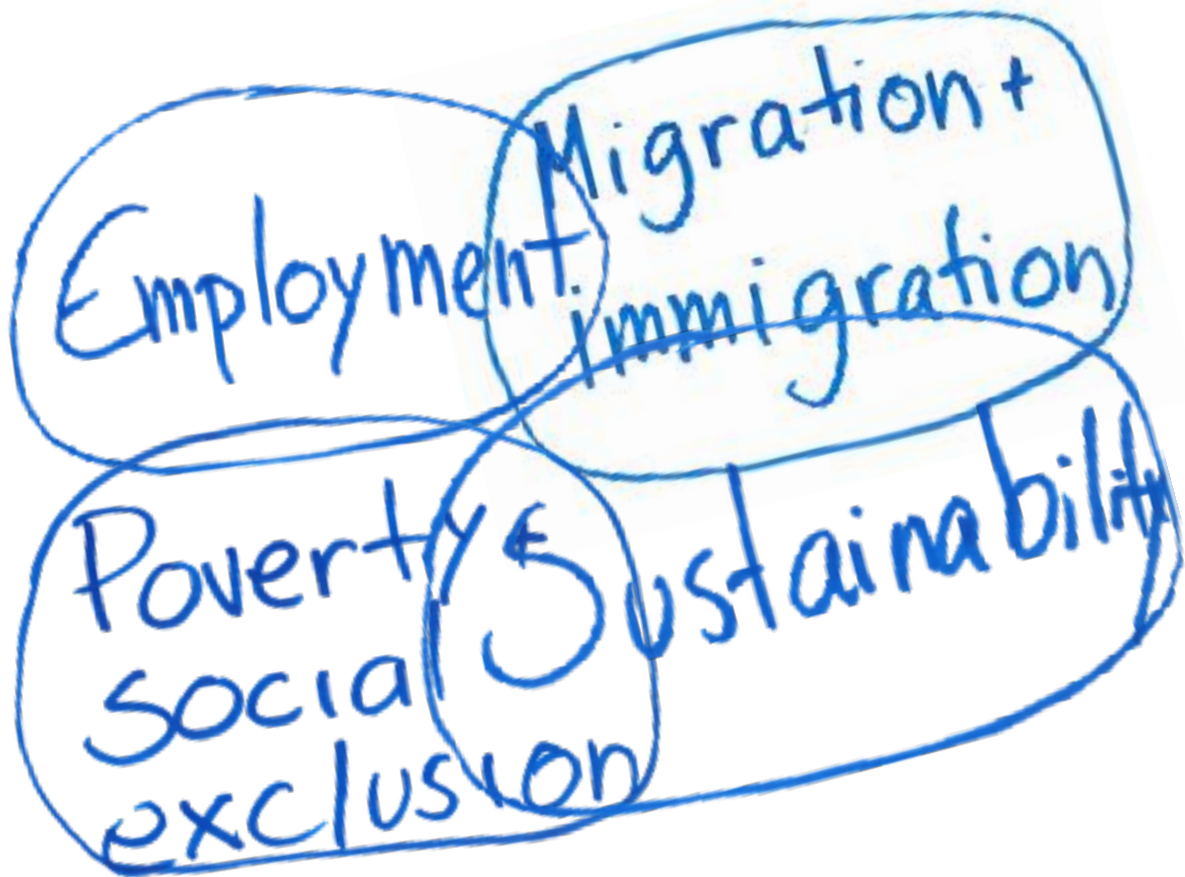 Employment
Migration +
immigration
Poverty
social
exclusion
Sustainability